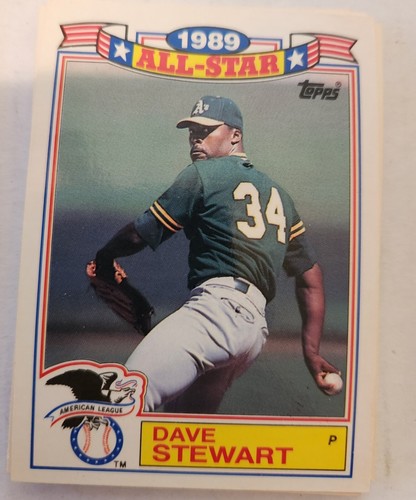 1989
ALL-STAR
TOPPS®
A's
34
AMERICAN LEAGUE
TM
DAVE
STEWART
P